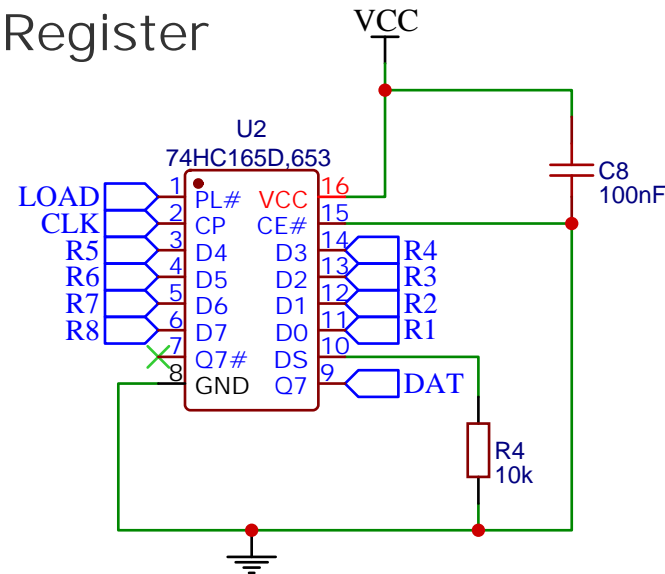 Register
VCC
U2
74HC165D,653
C8
100nF
LOAD 1 PL# VCC 16
CLK 2 CP CE# 15
R5 3 D4 D3 14 R4
R6 4 D5 D2 13 R3
R7 5 D6 D1 12 R2
R8 6 D7 D0 11 R1
7 Q7# DS 10
8 GND Q7 9 DAT
R4
10k